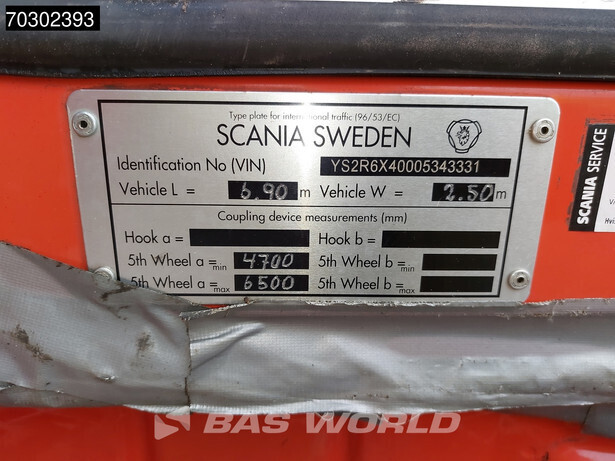 70302393
Type plate for international traffic (96/53/EC)
SCANIA SWEDEN
Identification No (VIN) YS2R6X40005343331
Vehicle L = 6.90 m Vehicle W = 2.50 m
Coupling device measurements (mm)
Hook a = Hook b =
5th Wheel a = min 4700 5th Wheel b = min
5th Wheel a = max 6500 5th Wheel b = max
SCANIA SERVICE
BAS WORLD